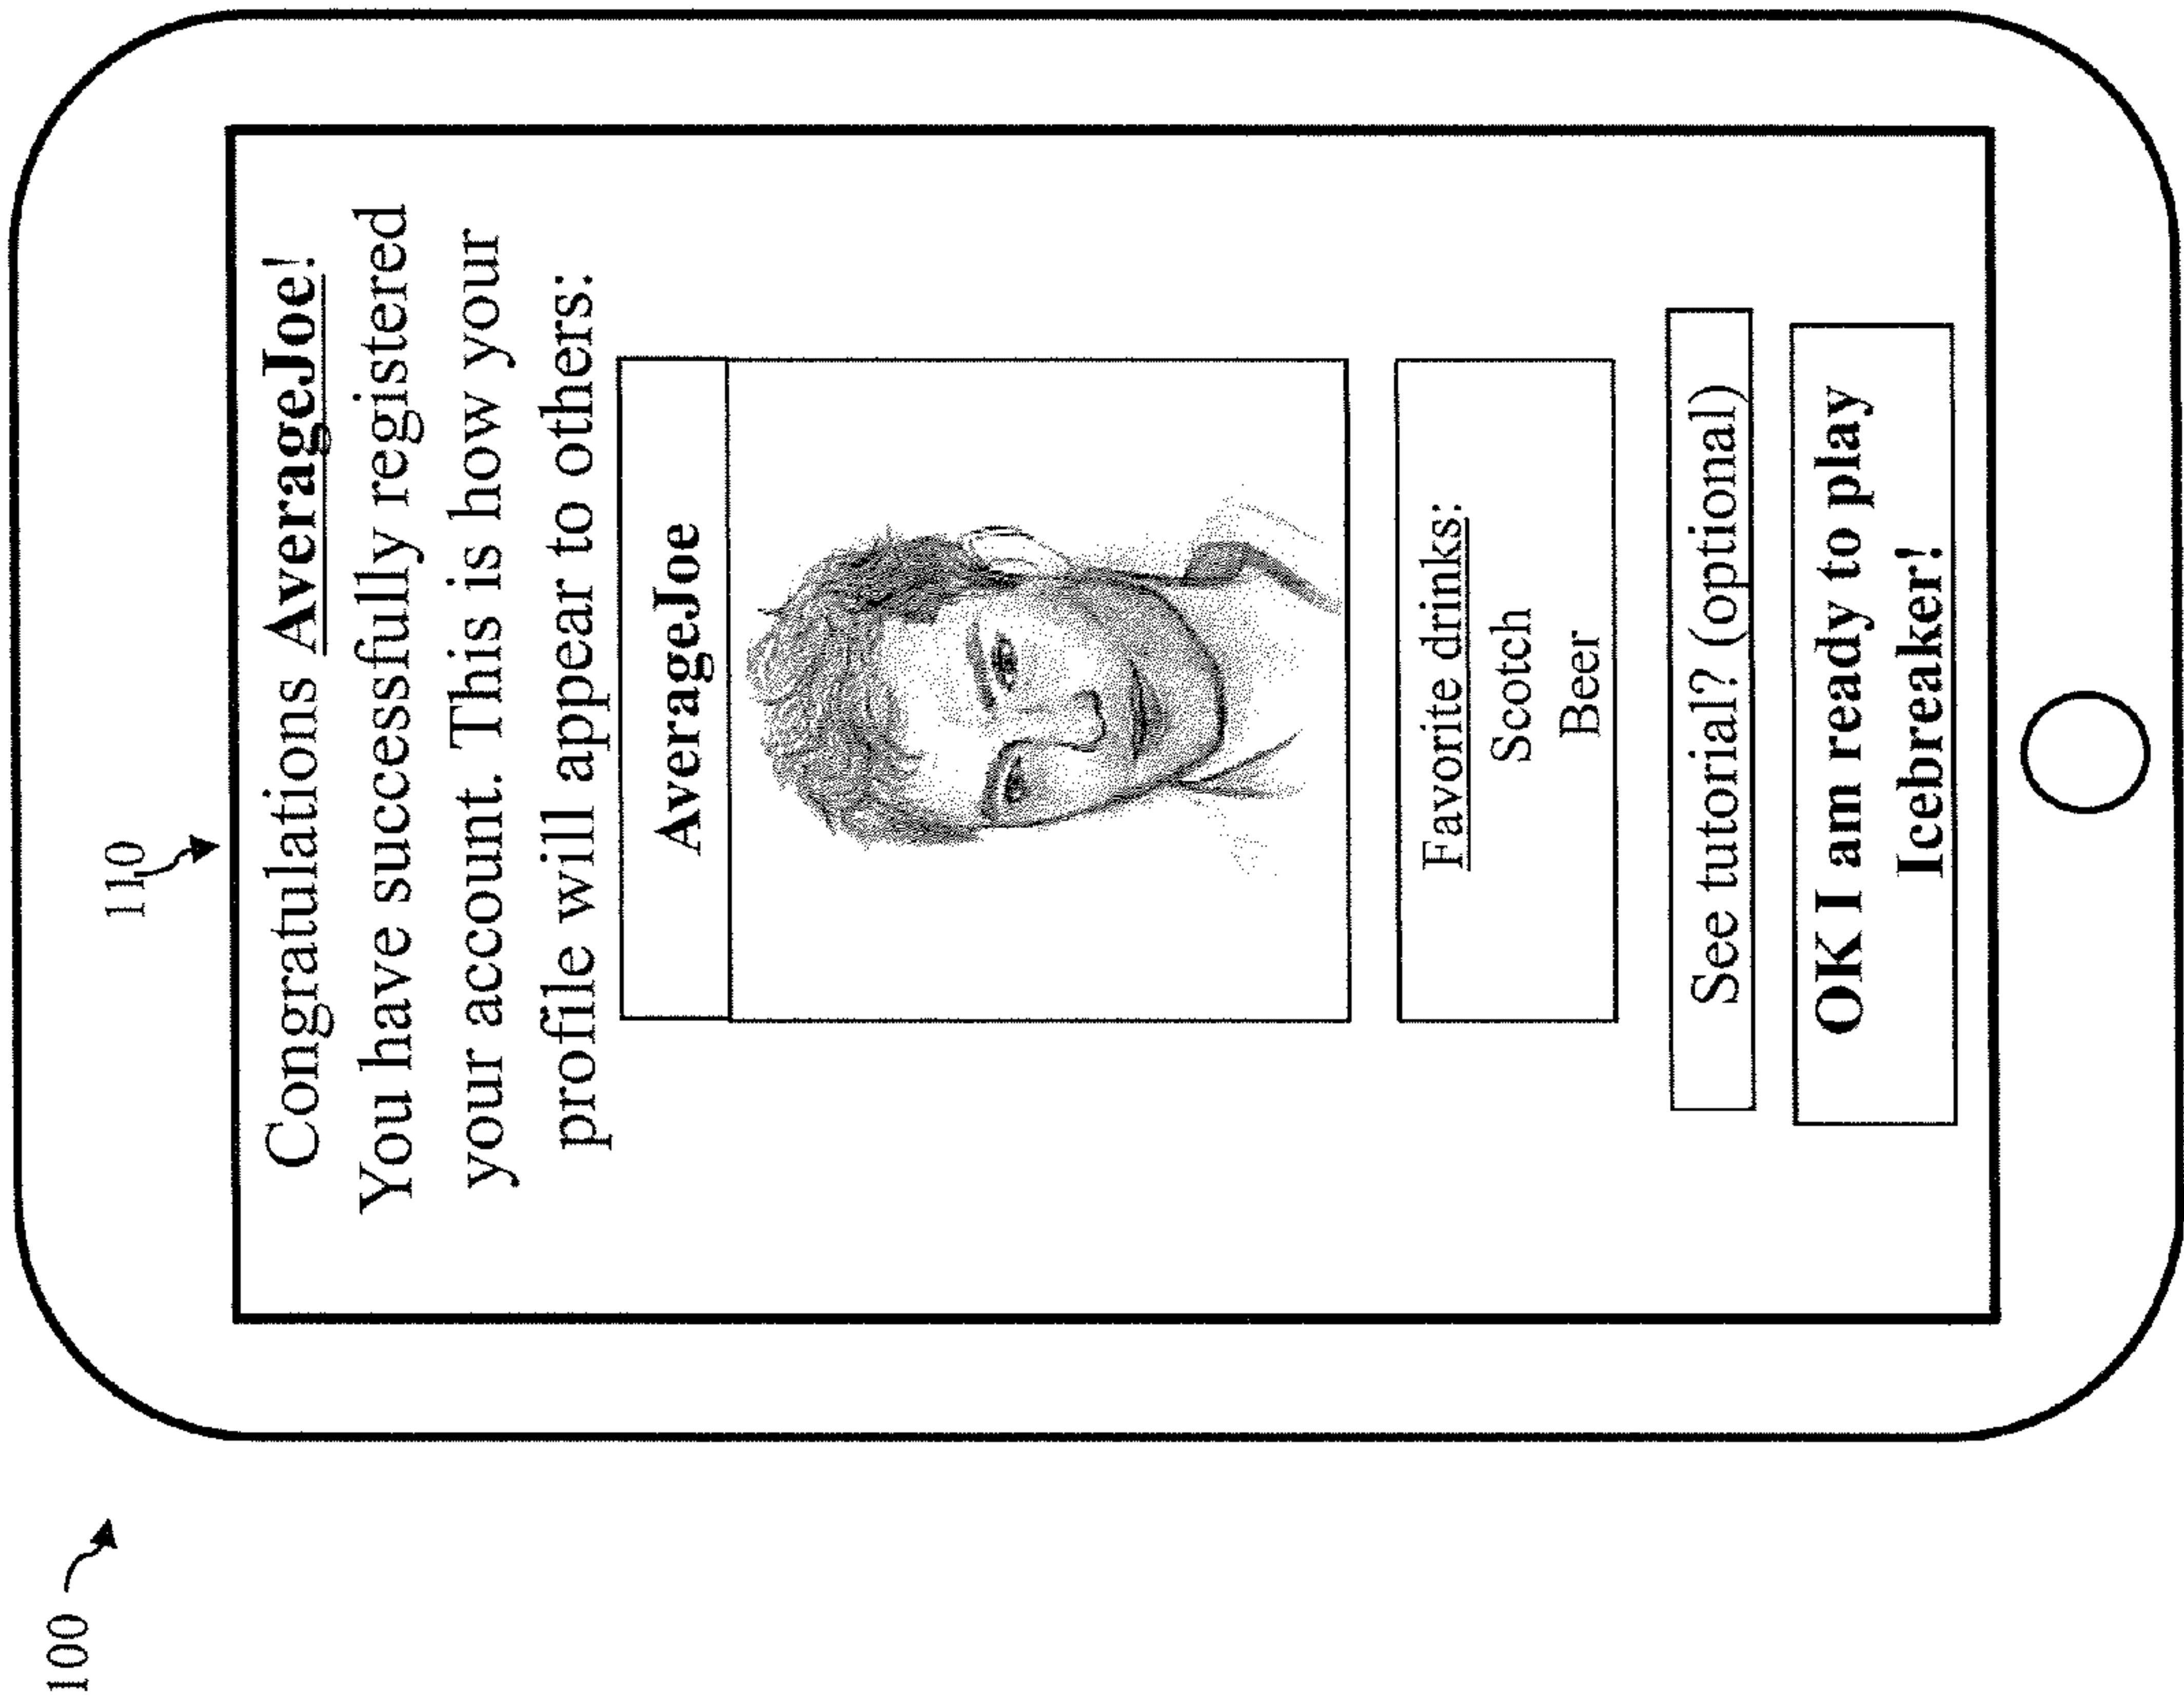 100
110
Congratulations AverageJoe!
You have successfully registered
your account. This is how your
profile will appear to others:
AverageJoe
Favorite drinks:
Scotch
Beer
See tutorial? (optional)
OK I am ready to play
Icebreaker!